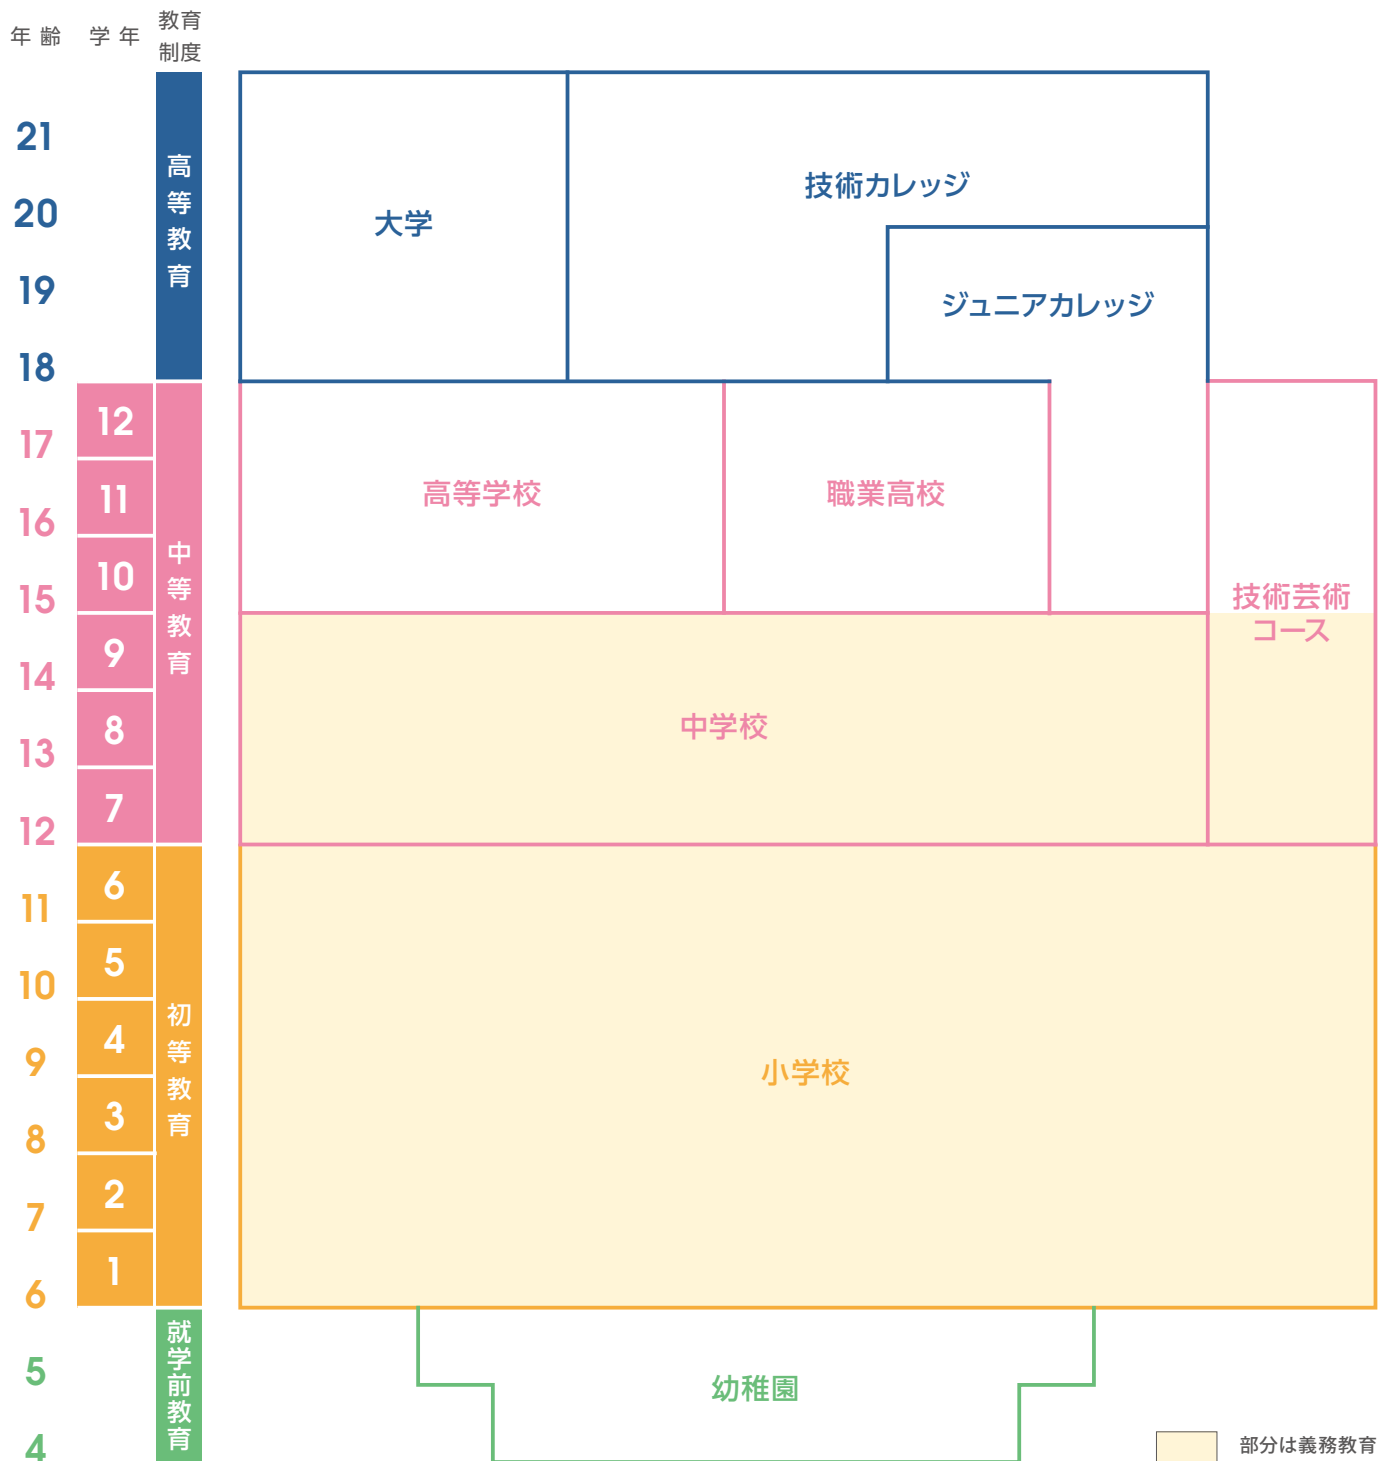 年齢 学年 教育制度
21
20
19
18
17
16
15
14
13
12
11
10
9
8
7
6
5
4
12
11
10
9
8
7
6
5
4
3
2
1
高等教育
中等教育
初等教育
就学前教育
大学
技術カレッジ
ジュニアカレッジ
高等学校
職業高校
技術芸術
コース
中学校
小学校
幼稚園
部分は義務教育